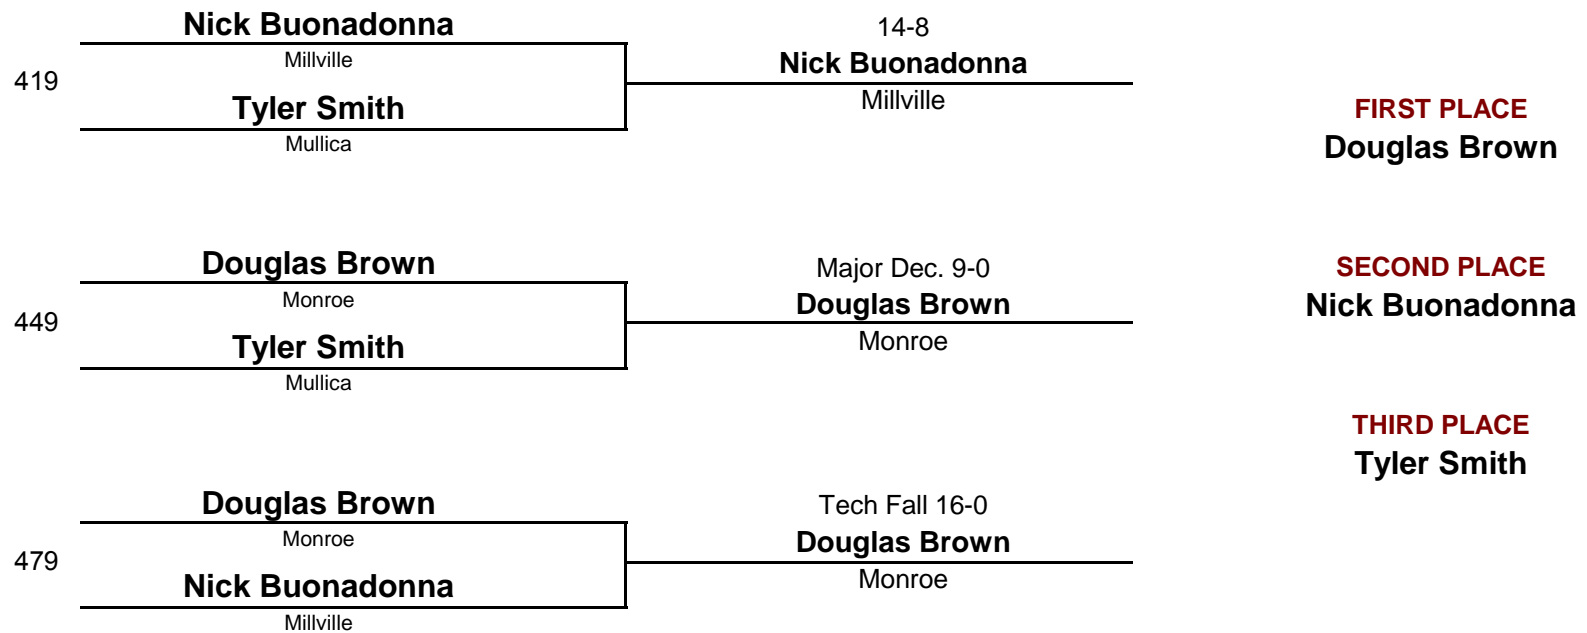 Nick Buonadonna
Millville
419
Tyler Smith
Mullica
14-8
Nick Buonadonna
Millville
FIRST PLACE
Douglas Brown
Douglas Brown
Monroe
449
Tyler Smith
Mullica
Major Dec. 9-0
Douglas Brown
Monroe
SECOND PLACE
Nick Buonadonna
THIRD PLACE
Tyler Smith
Douglas Brown
Monroe
479
Nick Buonadonna
Millville
Tech Fall 16-0
Douglas Brown
Monroe